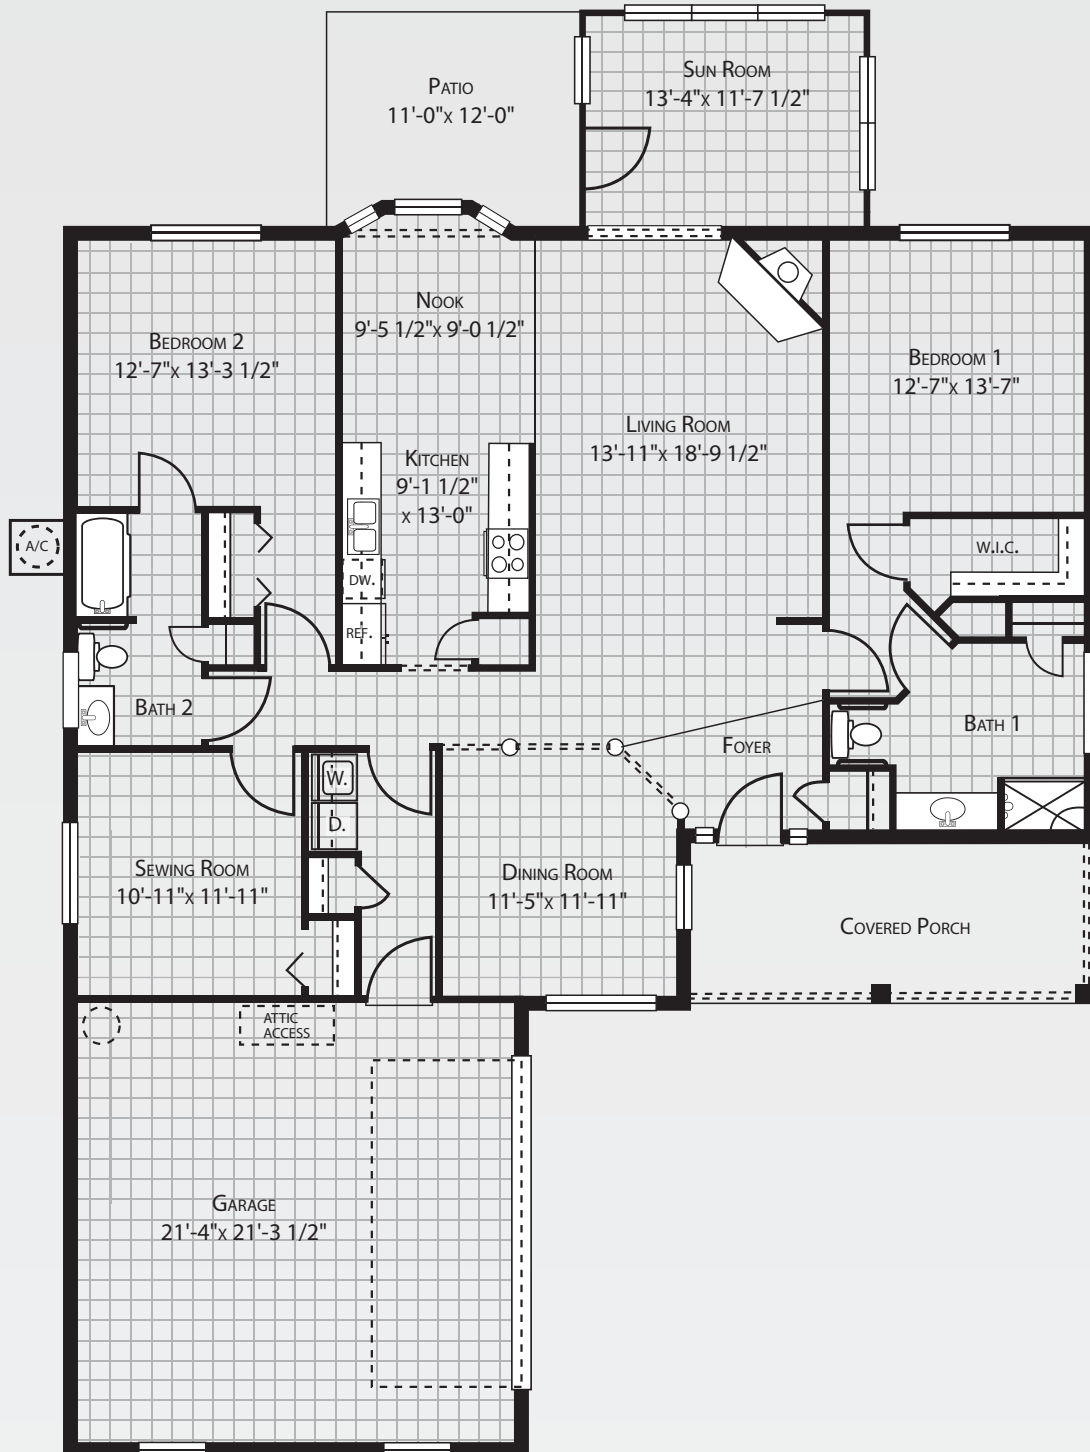 Patio
11'-0"x 12'-0"
Sun Room
13'-4"x 11'-7 1/2"
Nook
9'-5 1/2"x 9'-0 1/2"
Bedroom 2
12'-7"x 13'-3 1/2"
Bedroom 1
12'-7"x 13'-7"
Living Room
13'-11"x 18'-9 1/2"
Kitchen
9'-1 1/2"
x 13'-0"
A/C
W.I.C.
DW.
REF.
Bath 2
Bath 1
Foyer
W.
D.
Sewing Room
10'-11"x 11'-11"
Dining Room
11'-5"x 11'-11"
Covered Porch
ATTIC
ACCESS
Garage
21'-4"x 21'-3 1/2"